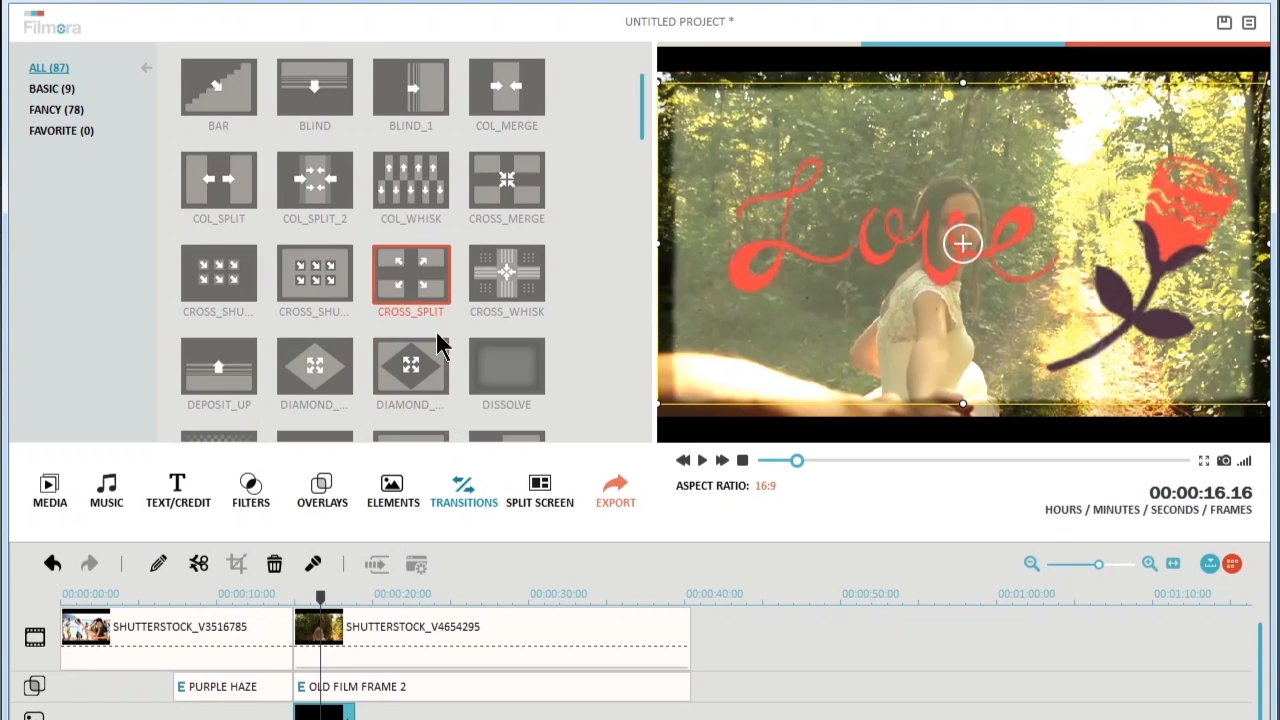 Filmora
UNTITLED PROJECT *
ALL (87)
BASIC (9)
FANCY (78)
FAVORITE (0)
BAR
BLIND
BLIND_1
COL_MERGE
COL_SPLIT
COL_SPLIT_2
COL_WHISK
CROSS_MERGE
CROSS_SHU...
CROSS_SHU...
CROSS_SPLIT
CROSS_WHISK
DEPOSIT_UP
DIAMOND_...
DIAMOND_...
DISSOLVE
Love
MEDIA
MUSIC
TEXT/CREDIT
FILTERS
OVERLAYS
ELEMENTS
TRANSITIONS
SPLIT SCREEN
EXPORT
ASPECT RATIO: 16:9
00:00:16.16
HOURS / MINUTES / SECONDS / FRAMES
00:00:00:00
00:00:10:00
00:00:20:00
00:00:30:00
00:00:40:00
00:00:50:00
00:01:00:00
00:01:10:00
SHUTTERSTOCK_V3516785
SHUTTERSTOCK_V4654295
E PURPLE HAZE
E OLD FILM FRAME 2